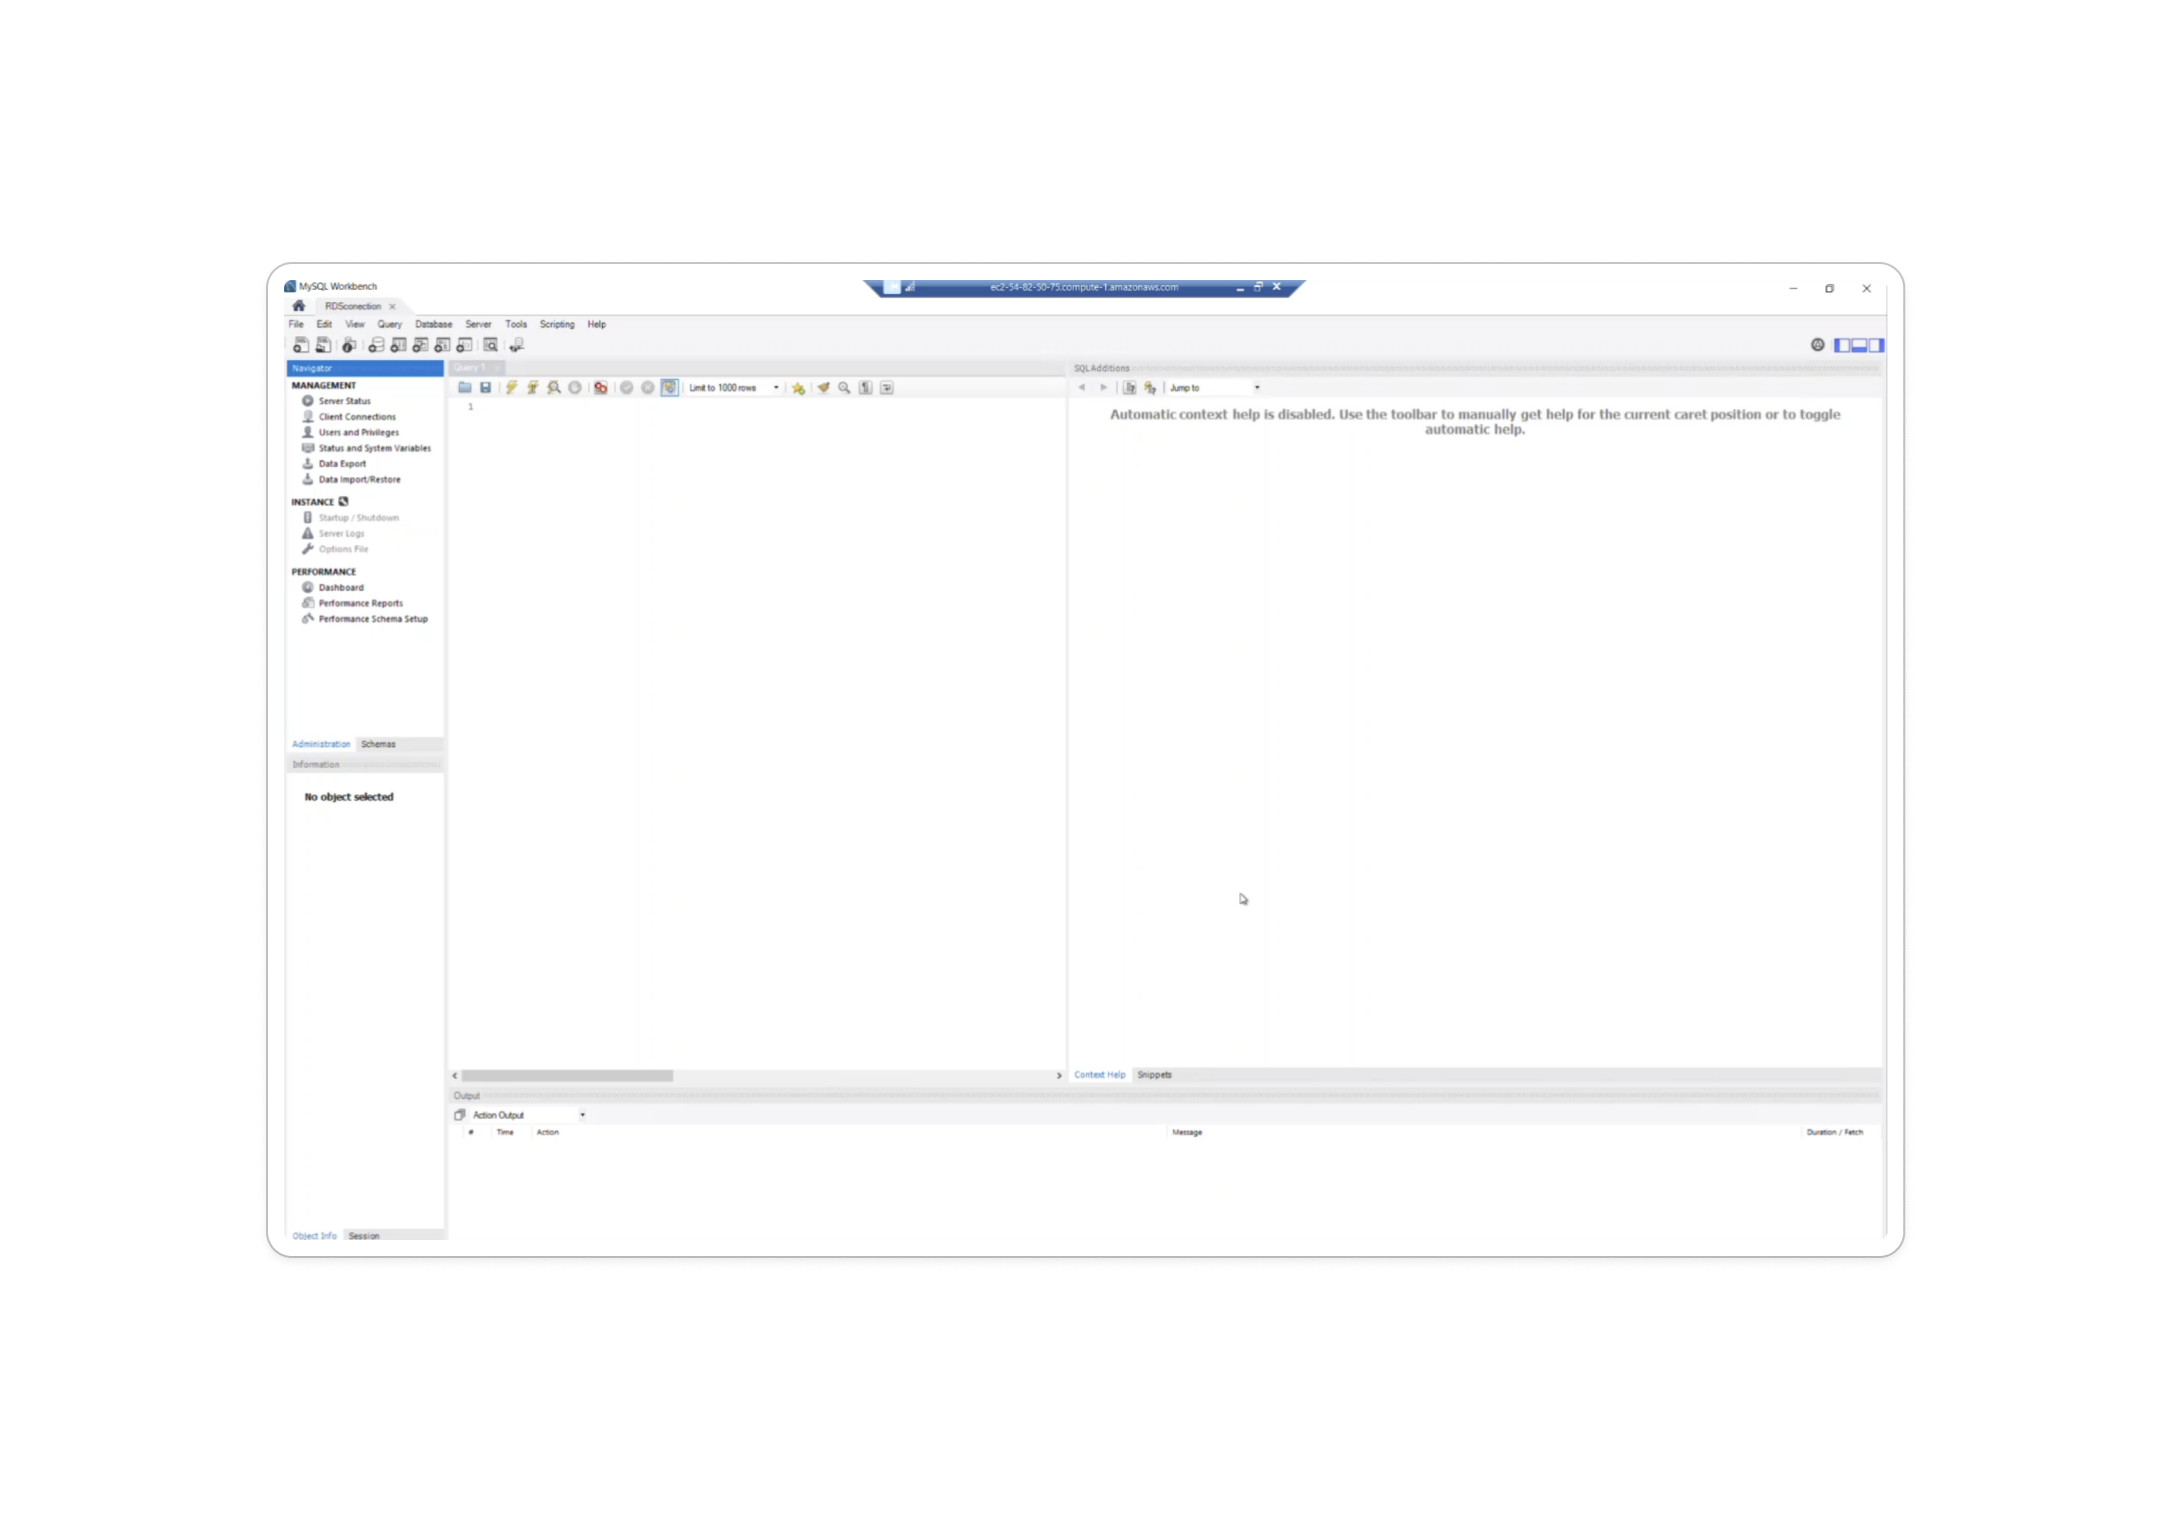 MySQL Workbench
ec2-54-82-50-75.compute-1.amazonaws.com
RDSconection
File Edit View Query Database Server Tools Scripting Help
Navigator
MANAGEMENT
Server Status
Client Connections
Users and Privileges
Status and System Variables
Data Export
Data Import/Restore
INSTANCE
Startup / Shutdown
Server Logs
Options File
PERFORMANCE
Dashboard
Performance Reports
Performance Schema Setup
Administration Schemas
Information
No object selected
Object Info Session
Query 1
Limit to 1000 rows
1
SQLAdditions
Jump to
Automatic context help is disabled. Use the toolbar to manually get help for the current caret position or to toggle
automatic help.
Context Help Snippets
Output
Action Output
# Time Action Message Duration / Fetch